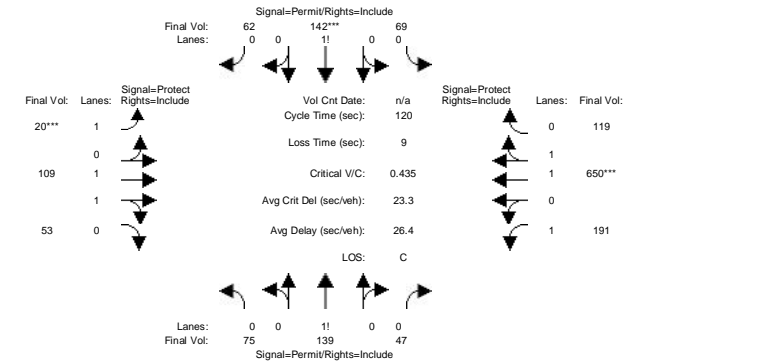 Signal=Permit/Rights=Include
Final Vol: 62 142*** 69
Lanes: 0 0 1! 0 0
Signal=Protect Signal=Protect
Final Vol: Lanes: Rights=Include Vol Cnt Date: n/a Rights=Include Lanes: Final Vol:
Cycle Time (sec): 120
20*** 1 0 119
Loss Time (sec): 9
0 1
109 1 Critical V/C: 0.435 1 650***
1 Avg Crit Del (sec/veh): 23.3 0
53 0 Avg Delay (sec/veh): 26.4 1 191
LOS: C
Lanes: 0 0 1! 0 0
Final Vol: 75 139 47
Signal=Permit/Rights=Include